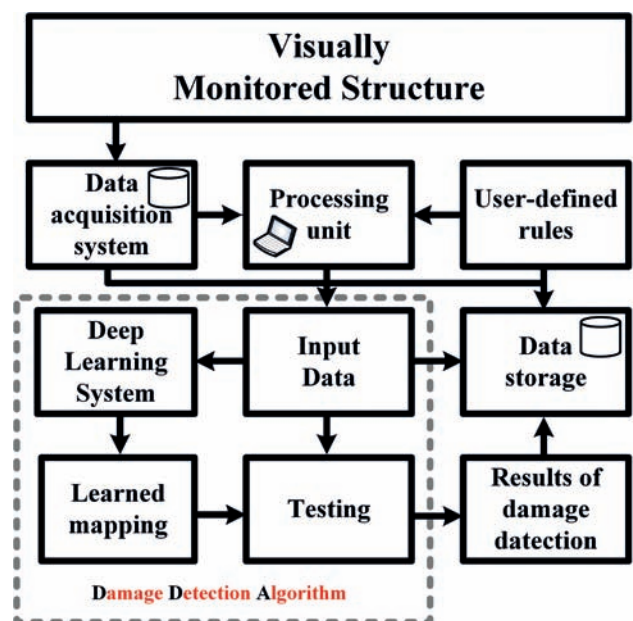 Visually
Monitored Structure
Data
acquisition
system
Processing
unit
User-defined
rules
Deep
Learning
System
Input
Data
Data
storage
Learned
mapping
Testing
Results of
damage
datection
Damage Detection Algorithm